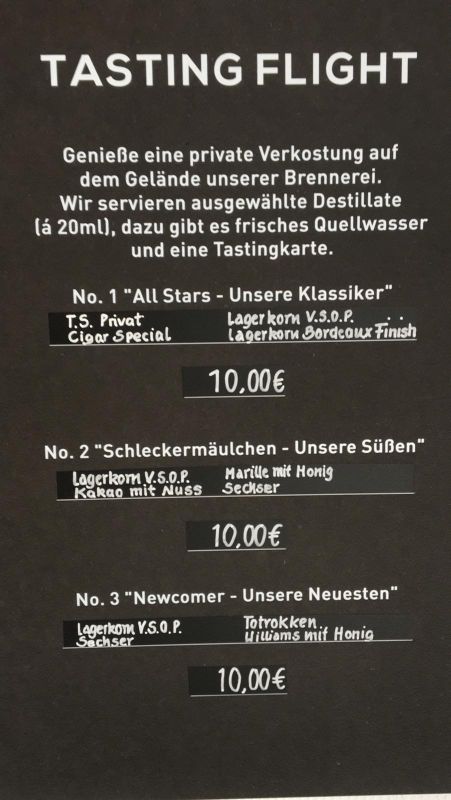 TASTING FLIGHT
Genieße eine private Verkostung auf
dem Gelände unserer Brennerei.
Wir servieren ausgewählte Destillate
(á 20ml), dazu gibt es frisches Quellwasser
und eine Tastingkarte.
No. 1 "All Stars - Unsere Klassiker"
T.S. Privat Lagerkorn V.S.O.P.
Cigar Special Lagerkorn Bordeaux Finish
10,00€
No. 2 "Schleckermäulchen - Unsere Süßen"
Lagerkorn V.S.O.P. Marille mit Honig
Kakao mit Nuss Sechser
10,00€
No. 3 "Newcomer - Unsere Neuesten"
Lagerkorn V.S.O.P. Totrokken
Sechser Williams mit Honig
10,00€